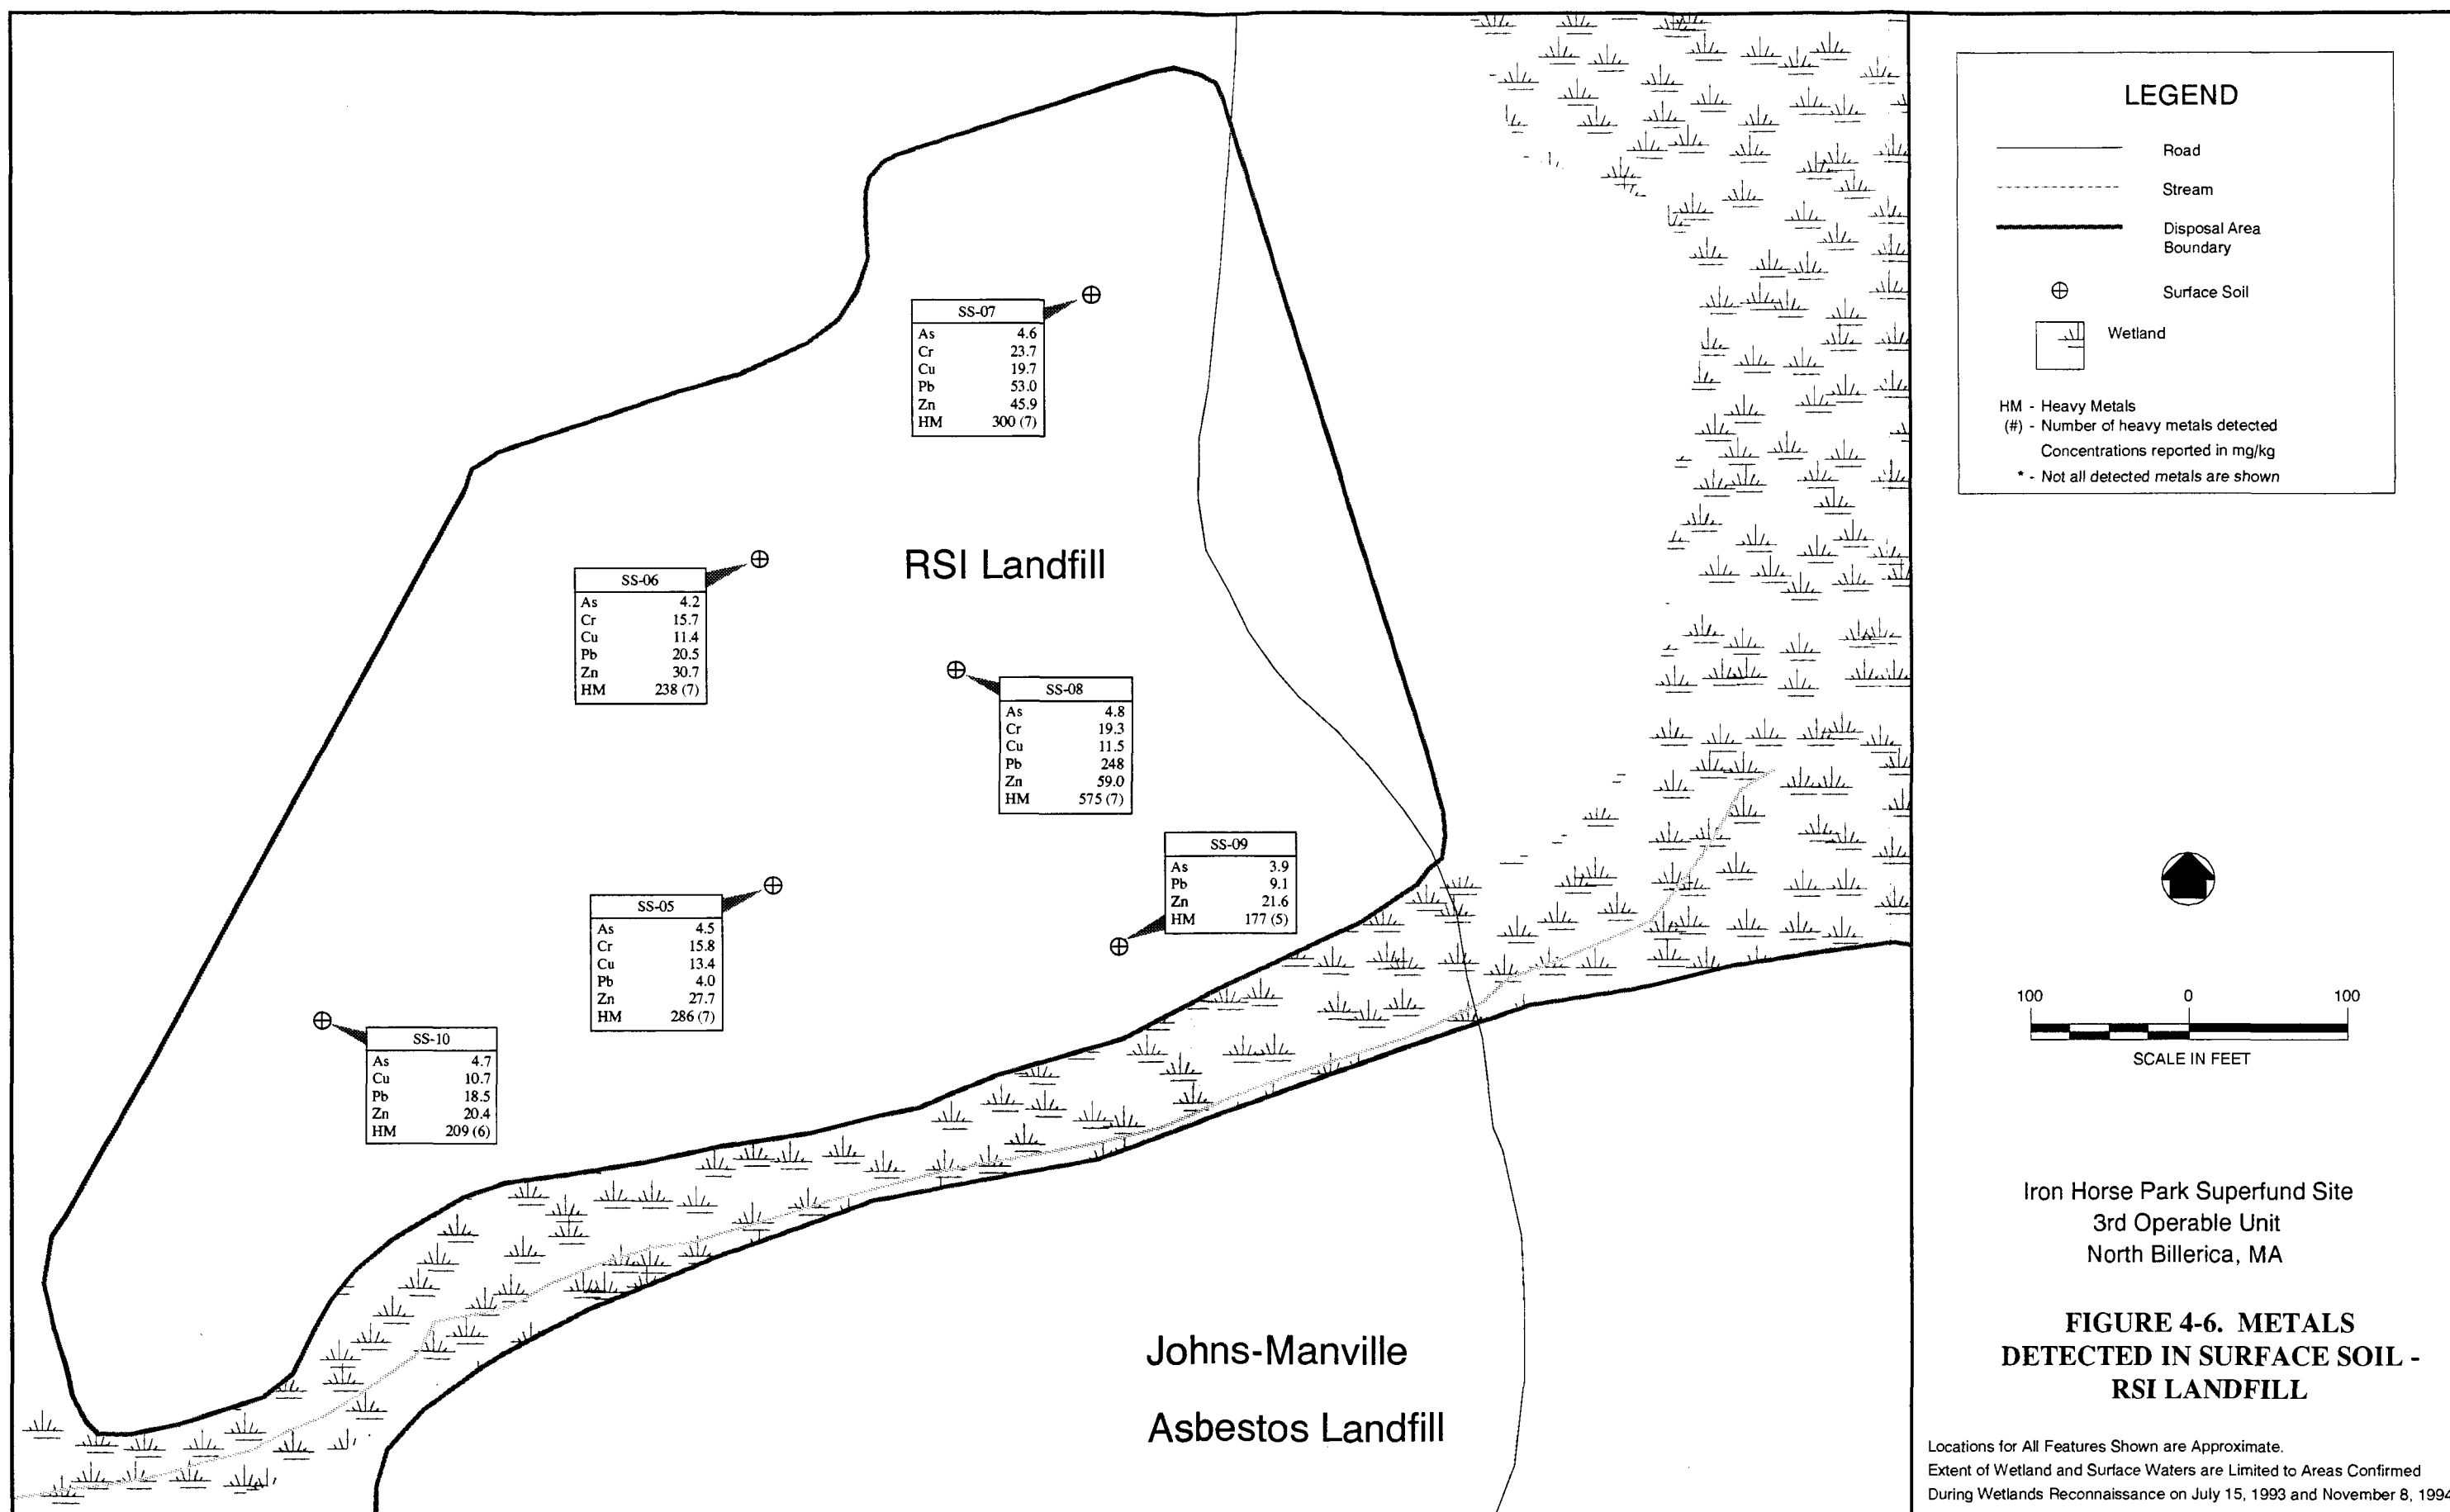 SS-07
As 4.6
Cr 23.7
Cu 19.7
Pb 53.0
Zn 45.9
HM 300 (7)
RSI Landfill
SS-06
As 4.2
Cr 15.7
Cu 11.4
Pb 20.5
Zn 30.7
HM 238 (7)
SS-08
As 4.8
Cr 19.3
Cu 11.5
Pb 248
Zn 59.0
HM 575 (7)
SS-09
As 3.9
Pb 9.1
Zn 21.6
HM 177 (5)
SS-05
As 4.5
Cr 15.8
Cu 13.4
Pb 4.0
Zn 27.7
HM 286 (7)
SS-10
As 4.7
Cu 10.7
Pb 18.5
Zn 20.4
HM 209 (6)
Johns-Manville
Asbestos Landfill
LEGEND
Road
Stream
Disposal Area
Boundary
Surface Soil
Wetland
HM - Heavy Metals
(#) - Number of heavy metals detected
Concentrations reported in mg/kg
* - Not all detected metals are shown
100 0 100
SCALE IN FEET
Iron Horse Park Superfund Site
3rd Operable Unit
North Billerica, MA
FIGURE 4-6. METALS
DETECTED IN SURFACE SOIL -
RSI LANDFILL
Locations for All Features Shown are Approximate.
Extent of Wetland and Surface Waters are Limited to Areas Confirmed
During Wetlands Reconnaissance on July 15, 1993 and November 8, 1994